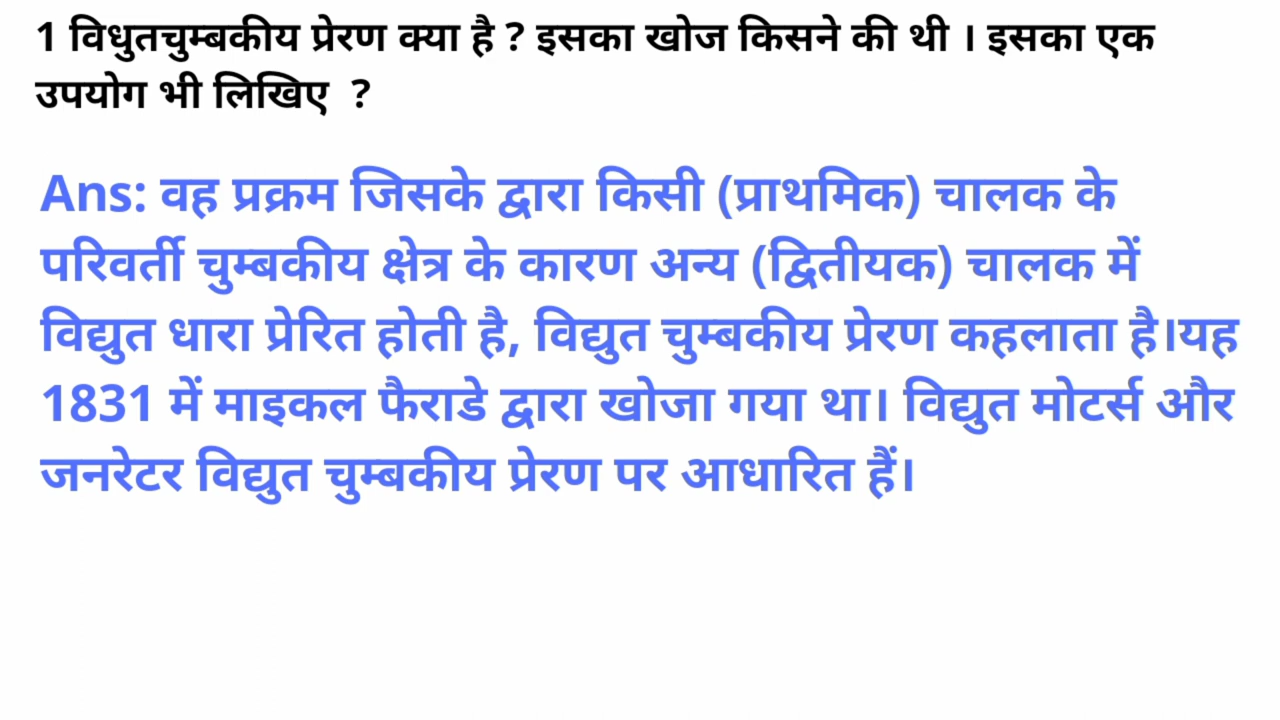 1 विधुतचुम्बकीय प्रेरण क्या है ? इसका खोज किसने की थी । इसका एक
उपयोग भी लिखिए ?
Ans: वह प्रक्रम जिसके द्वारा किसी (प्राथमिक) चालक के
परिवर्ती चुम्बकीय क्षेत्र के कारण अन्य (द्वितीयक) चालक में
विद्युत धारा प्रेरित होती है, विद्युत चुम्बकीय प्रेरण कहलाता है।यह
1831 में माइकल फैराडे द्वारा खोजा गया था। विद्युत मोटर्स और
जनरेटर विद्युत चुम्बकीय प्रेरण पर आधारित हैं।